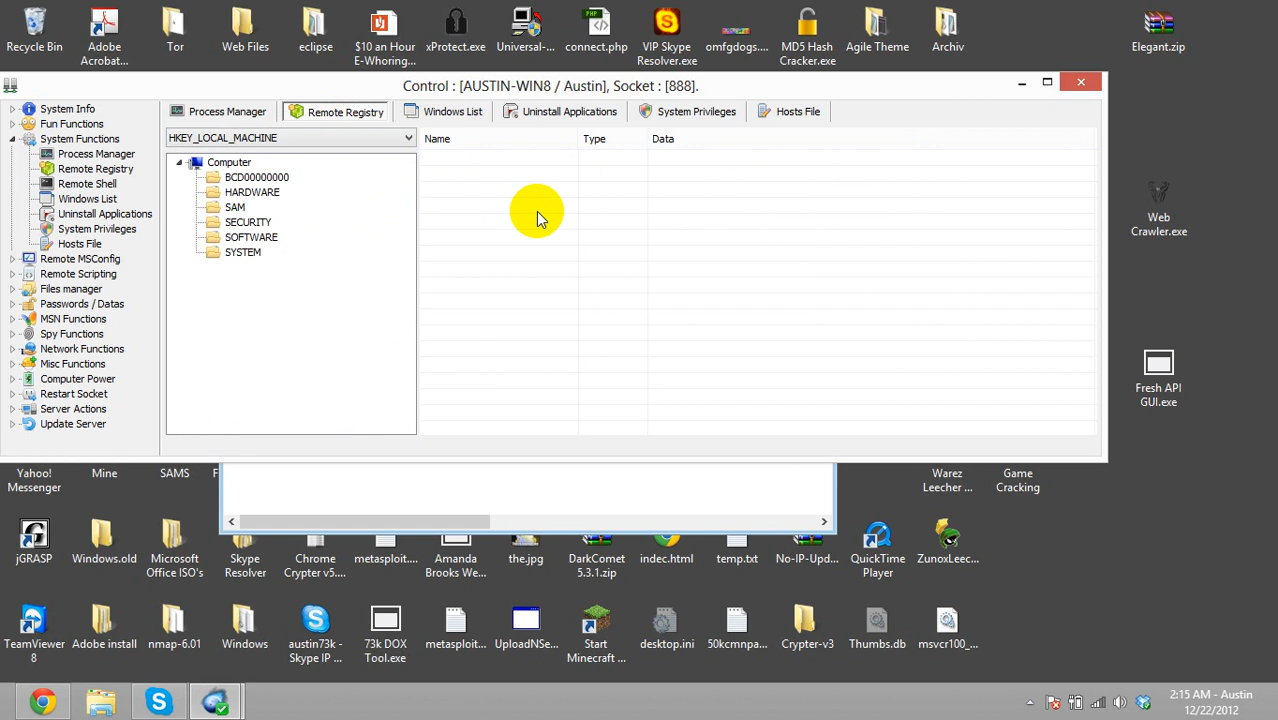 Recycle Bin
Adobe
Acrobat...
Tor
Web Files
eclipse
$10 an Hour
E-Whoring...
xProtect.exe
Universal-...
connect.php
VIP Skype
Resolver.exe
omfgdogs....
MD5 Hash
Cracker.exe
Agile Theme
Archiv
Elegant.zip
Control : [AUSTIN-WIN8 / Austin], Socket : [888].
System Info
Fun Functions
System Functions
Process Manager
Remote Registry
Remote Shell
Windows List
Uninstall Applications
System Privileges
Hosts File
Remote MSConfig
Remote Scripting
Files manager
Passwords / Datas
MSN Functions
Spy Functions
Network Functions
Misc Functions
Computer Power
Restart Socket
Server Actions
Update Server
Process Manager
Remote Registry
Windows List
Uninstall Applications
System Privileges
Hosts File
HKEY_LOCAL_MACHINE
Name
Type
Data
Computer
BCD00000000
HARDWARE
SAM
SECURITY
SOFTWARE
SYSTEM
Web
Crawler.exe
Fresh API
GUI.exe
Yahoo!
Messenger
Mine
SAMS
F
Warez
Leecher ...
Game
Cracking
jGRASP
Windows.old
Microsoft
Office ISO's
Skype
Resolver
Chrome
Crypter v5....
metasploit...
Amanda
Brooks We...
the.jpg
DarkComet
5.3.1.zip
indec.html
temp.txt
No-IP-Upd...
QuickTime
Player
ZunoxLeec...
TeamViewer
8
Adobe install
nmap-6.01
Windows
austin73k -
Skype IP ...
73k DOX
Tool.exe
metasploit...
UploadNSe...
Start
Minecraft ...
desktop.ini
50kcmnpa...
Crypter-v3
Thumbs.db
msvcr100_...
2:15 AM - Austin
12/22/2012